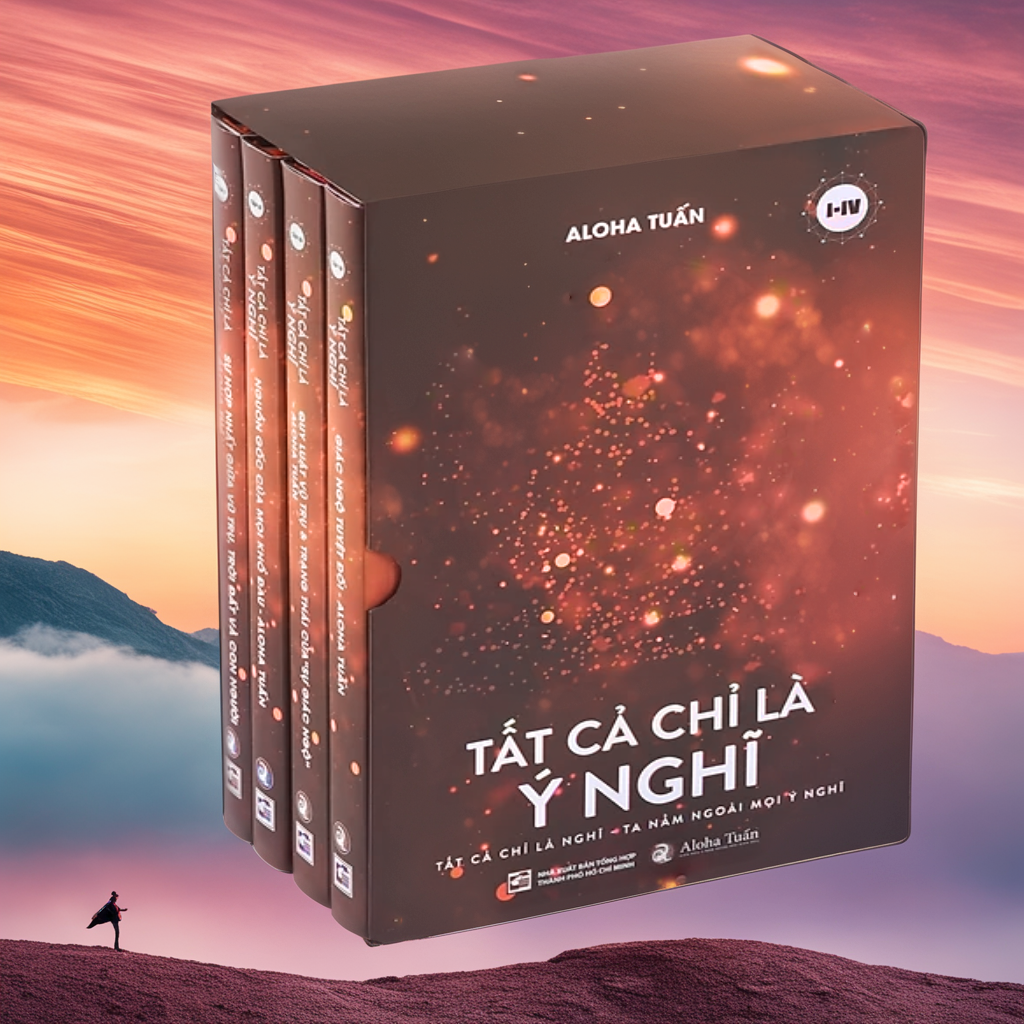 ALOHA TUẤN
I-IV
TẤT CẢ CHỈ LÀ
Ý NGHĨ
TẤT CẢ CHỈ LÀ NGHĨ - TA NẰM NGOÀI MỌI Ý NGHĨ
NHÀ XUẤT BẢN TỔNG HỢP
THÀNH PHỐ HỒ CHÍ MINH
Aloha Tuấn
TẤT CẢ CHỈ LÀ
SỰ HỢP NHẤT GIỮA VŨ TRỤ, TRỜI ĐẤT VÀ CON NGƯỜI
TẤT CẢ CHỈ LÀ
Ý NGHĨ
NGUỒN GỐC CỦA MỌI KHỔ ĐAU - ALOHA TUẤN
TẤT CẢ CHỈ LÀ
Ý NGHĨ
QUY LUẬT VŨ TRỤ & TRẠNG THÁI CỦA "SỰ GIÁC NGỘ"
- ALOHA TUẤN
TẤT CẢ CHỈ LÀ
Ý NGHĨ
GIÁC NGỘ TUYỆT ĐỐI - ALOHA TUẤN